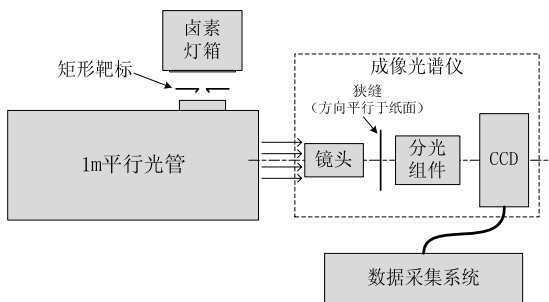 卤素
灯箱
矩形靶标
成像光谱仪
狭缝
（方向平行于纸面）
1m平行光管
镜头
分光
组件
CCD
数据采集系统